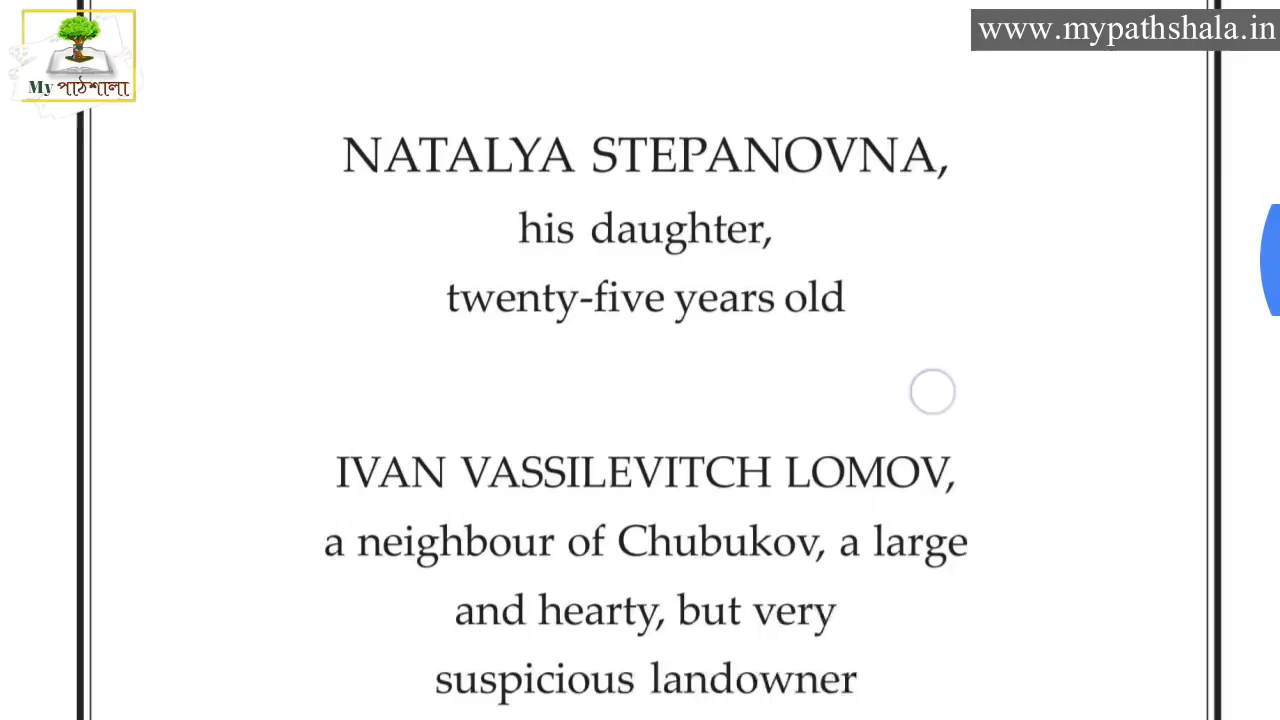 www.mypathshala.in
My পাঠশালা
NATALYA STEPANOVNA,
his daughter,
twenty-five years old
IVAN VASSILEVITCH LOMOV,
a neighbour of Chubukov, a large
and hearty, but very
suspicious landowner